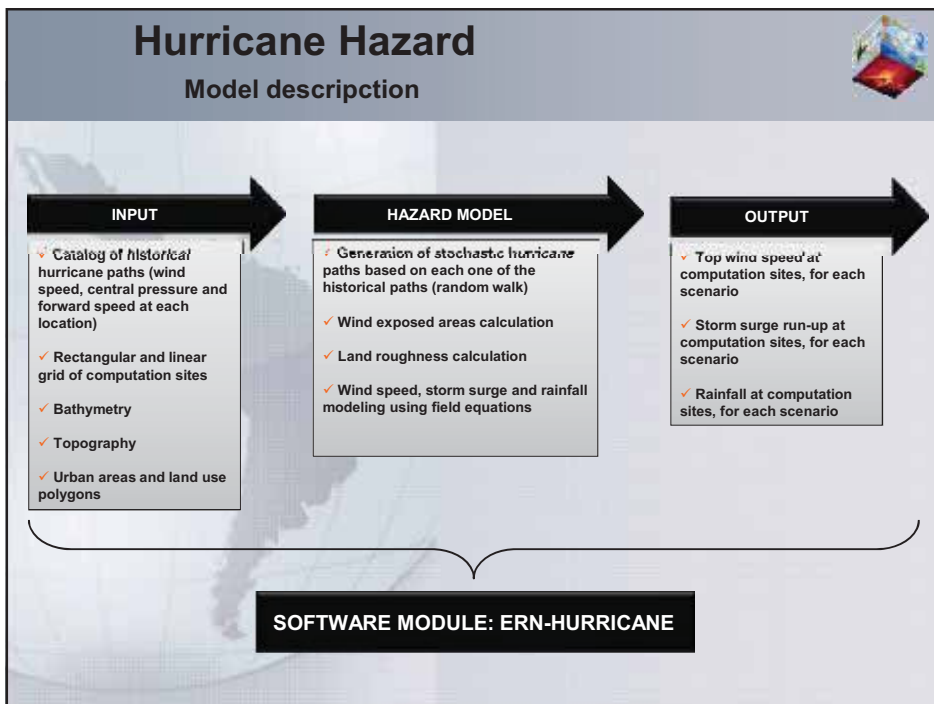 Hurricane Hazard
Model descripction
INPUT
✓ Catalog of historical
hurricane paths (wind
speed, central pressure and
forward speed at each
location)
✓ Rectangular and linear
grid of computation sites
✓ Bathymetry
✓ Topography
✓ Urban areas and land use
polygons
HAZARD MODEL
✓ Generation of stochastic hurricane
paths based on each one of the
historical paths (random walk)
✓ Wind exposed areas calculation
✓ Land roughness calculation
✓ Wind speed, storm surge and rainfall
modeling using field equations
OUTPUT
✓ Top wind speed at
computation sites, for each
scenario
✓ Storm surge run-up at
computation sites, for each
scenario
✓ Rainfall at computation
sites, for each scenario
SOFTWARE MODULE: ERN-HURRICANE